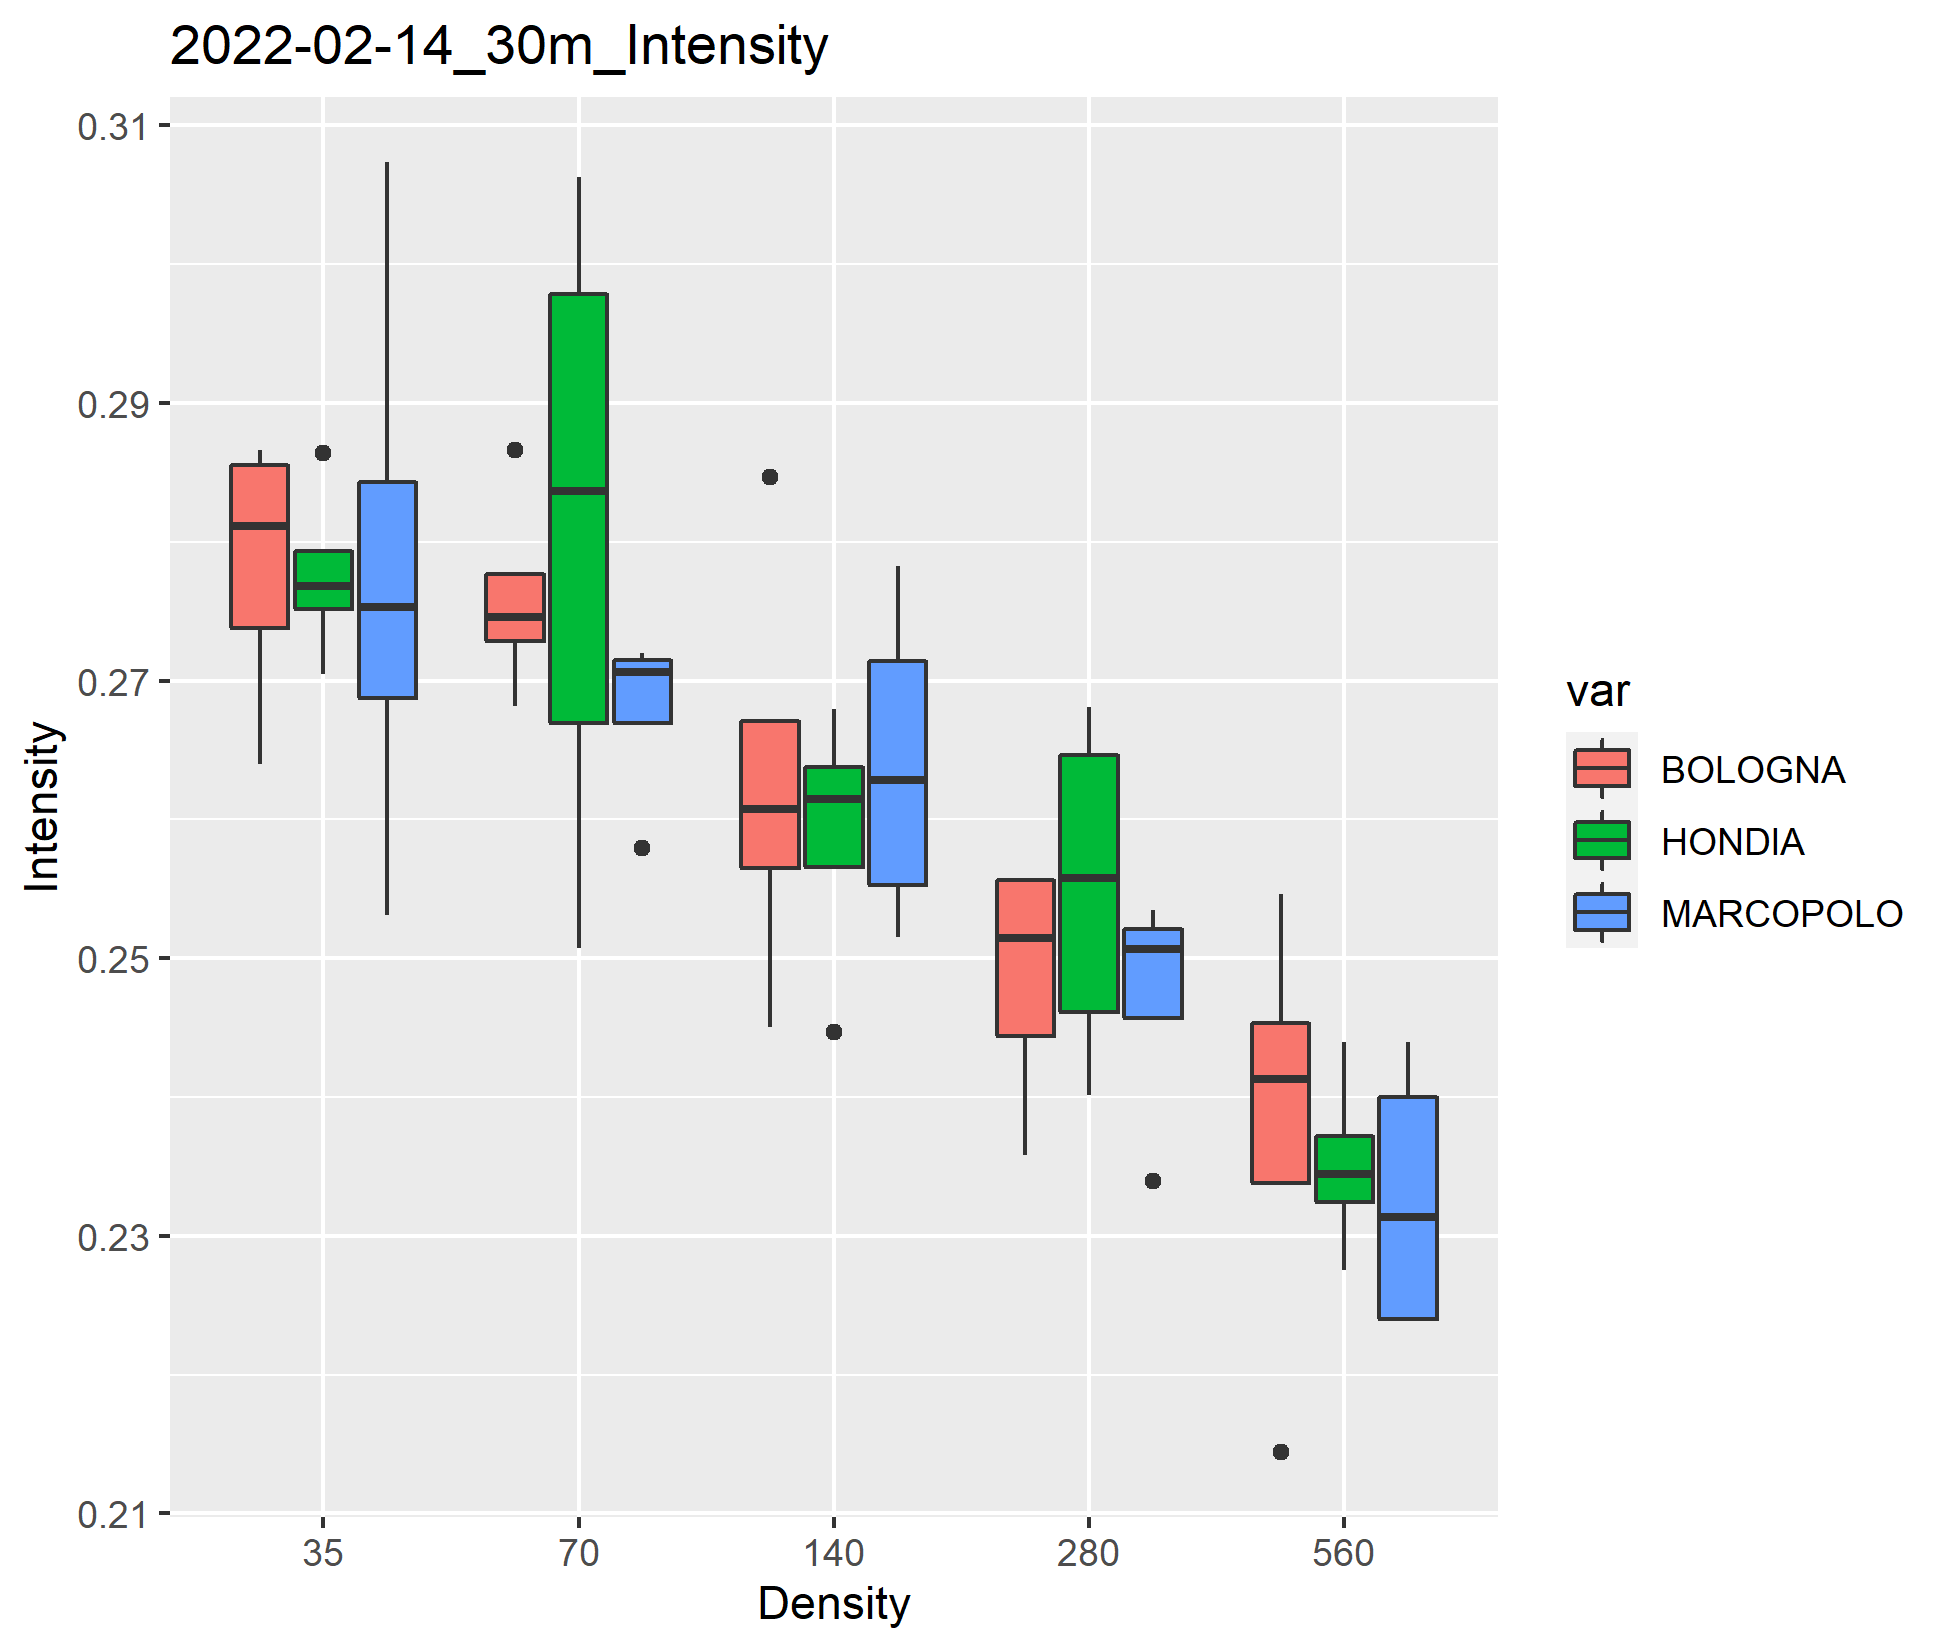 2022-02-14_30m_Intensity
0.31
0.29
0.27
0.25
0.23
0.21
Intensity
35 70 140 280 560
Density
var
BOLOGNA
HONDIA
MARCOPOLO